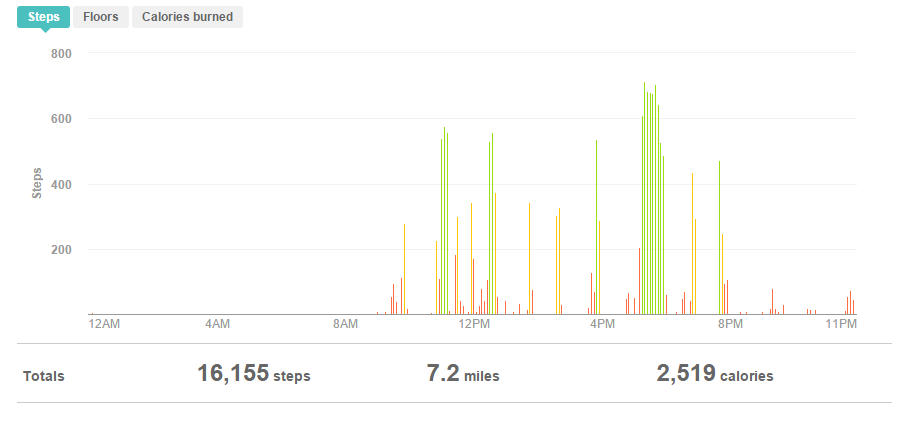 Steps Floors Calories burned
800
600
400
200
Steps
12AM 4AM 8AM 12PM 4PM 8PM 11PM
Totals 16,155 steps 7.2 miles 2,519 calories